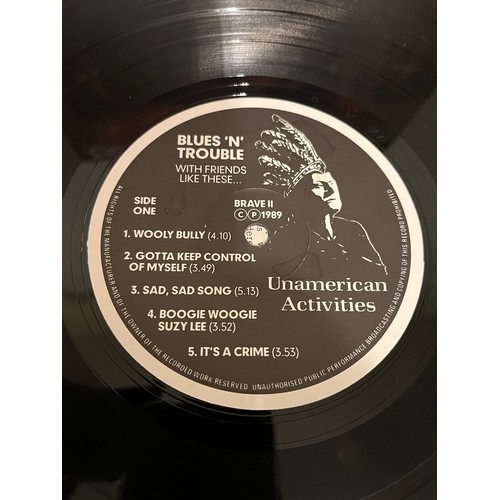 BLUES 'N'
TROUBLE
WITH FRIENDS
LIKE THESE...
SIDE
ONE
BRAVE II
© ℗ 1989
1. WOOLY BULLY (4.10)
2. GOTTA KEEP CONTROL
OF MYSELF (3.49)
3. SAD, SAD SONG (5.13)
4. BOOGIE WOOGIE
SUZY LEE (3.52)
5. IT'S A CRIME (3.53)
Unamerican
Activities
ALL RIGHTS OF THE MANUFACTURER AND OF THE OWNER OF THE RECORDED WORK RESERVED UNAUTHORISED PUBLIC PERFORMANCE BROADCASTING AND COPYING OF THIS RECORD PROHIBITED